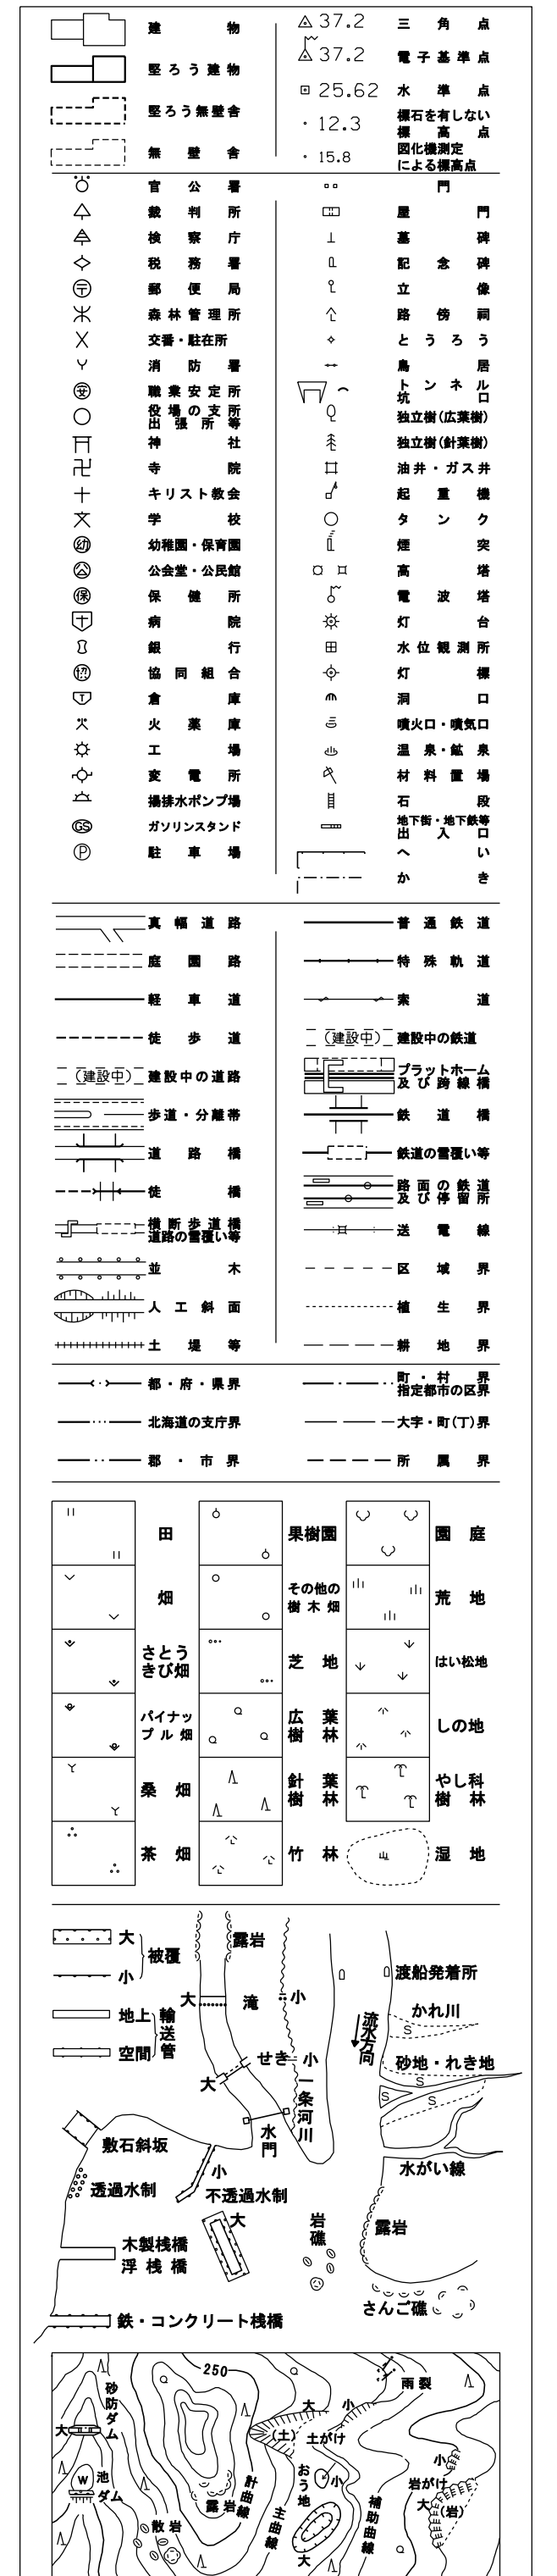 建物
堅ろう建物
堅ろう無壁舎
無壁舎
37.2 三角点
37.2 電子基準点
25.62 水準点
12.3 標石を有しない
標高点
15.8 図化機測定
による標高点
官公署
裁判所
検察庁
税務署
郵便局
森林管理所
交番・駐在所
消防署
安 職業安定所
役場の支所
出張所等
神社
寺院
キリスト教会
文 学校
幼 幼稚園・保育園
公 公会堂・公民館
保 保健所
病院
銀行
協 協同組合
T 倉庫
火薬庫
工場
変電所
揚排水ポンプ場
GS ガソリンスタンド
P 駐車場
門
屋門
墓碑
記念碑
立像
路傍祠
とうろう
鳥居
トンネル
坑口
独立樹(広葉樹)
独立樹(針葉樹)
油井・ガス井
起重機
タンク
煙突
高塔
電波塔
灯台
水位観測所
灯標
洞口
噴火口・噴気口
温泉・鉱泉
材料置場
石段
地下街・地下鉄等
出入口
へい
かき
真幅道路
庭園路
軽車道
徒歩道
(建設中) 建設中の道路
歩道・分離帯
道路橋
徒橋
横断歩道橋
道路の雪覆い等
並木
人工斜面
土堤等
普通鉄道
特殊軌道
索道
(建設中) 建設中の鉄道
プラットホーム
及び跨線橋
鉄道橋
鉄道の雪覆い等
路面の鉄道
及び停留所
送電線
区域界
植生界
耕地界
都・府・県界
北海道の支庁界
郡・市界
町・村界
指定都市の区界
大字・町(丁)界
所属界
田
畑
さとう
きび畑
パイナッ
プル畑
桑畑
茶畑
果樹園
その他の
樹木畑
芝地
広葉
樹林
針葉
樹林
竹林
園庭
荒地
はい松地
しの地
やし科
樹林
湿地
大
被覆
小
地上
輸送管
空間
露岩
大
滝
小
せき
小
大
一条河川
水門
渡船発着所
流水方向
かれ川
S
砂地・れき地
S
S
S
水がい線
敷石斜坂
透過水制
小
不透過水制
大
木製桟橋
浮桟橋
岩礁
露岩
さんご礁
鉄・コンクリート桟橋
250
砂防ダム
大
W
池
ダム
小
散岩
露岩
計曲線
主曲線
大
小
(土)
土がけ
おう地
小
大
補助曲線
雨裂
小
岩がけ
大
(岩)